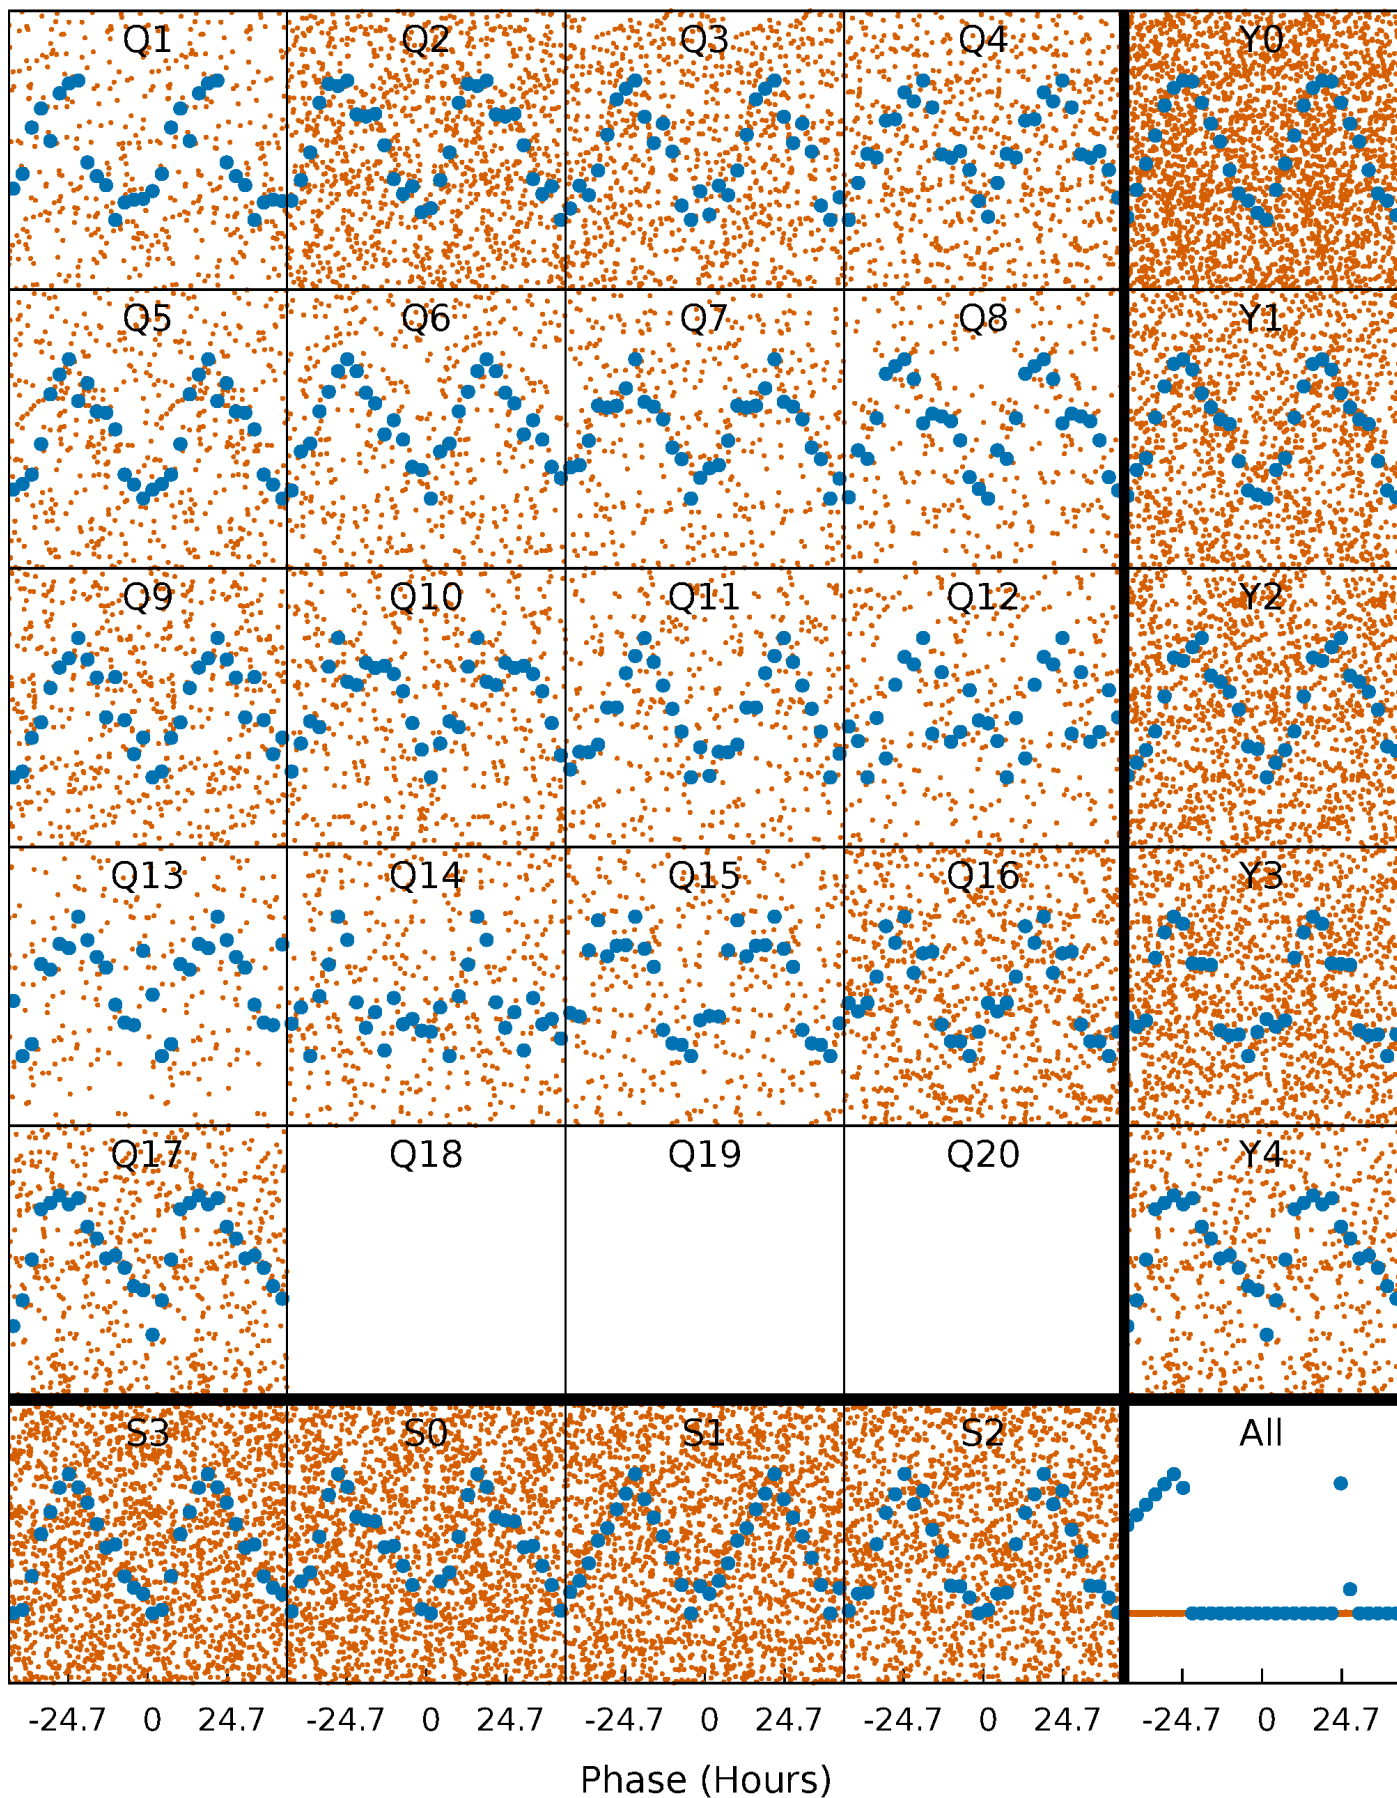 Q1 Q2 Q3 Q4 Y0
Q5 Q6 Q7 Q8 Y1
Q9 Q10 Q11 Q12 Y2
Q13 Q14 Q15 Q16 Y3
Q17 Q18 Q19 Q20 Y4
S3 S0 S1 S2 All
-24.7 0 24.7 -24.7 0 24.7 -24.7 0 24.7 -24.7 0 24.7 -24.7 0 24.7
Phase (Hours)